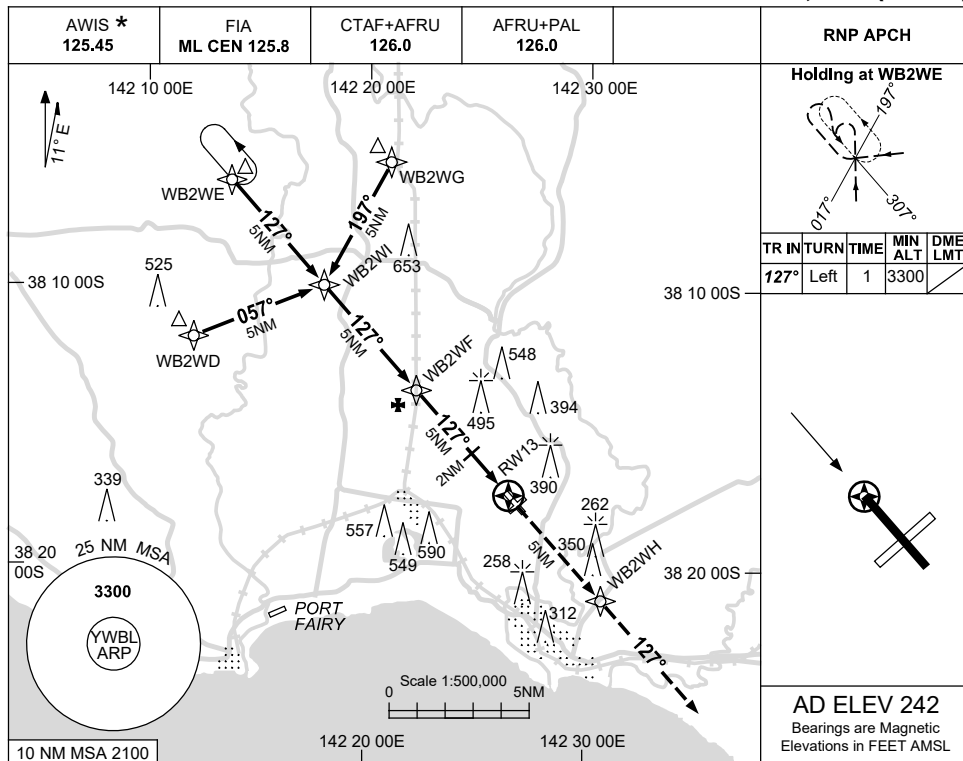 AWIS *
125.45
FIA
ML CEN 125.8
CTAF+AFRU
126.0
AFRU+PAL
126.0
RNP APCH
142 10 00E
142 20 00E
142 30 00E
11° E
WB2WE
WB2WG
127°
5NM
197°
5NM
653
WB2WI
38 10 00S
38 10 00S
525
057°
5NM
WB2WD
127°
5NM
WB2WF
548
495
394
127°
5NM
2NM
RW13
390
339
557
549
590
262
350
258
5NM
WB2WH
312
38 20
00S
38 20 00S
25 NM MSA
3300
YWBL
ARP
PORT
FAIRY
127°
Scale 1:500,000
0
5NM
10 NM MSA 2100
142 20 00E
142 30 00E
Holding at WB2WE
197°
017°
307°
TR IN TURN TIME MIN ALT DME LMT
127° Left 1 3300
AD ELEV 242
Bearings are Magnetic
Elevations in FEET AMSL